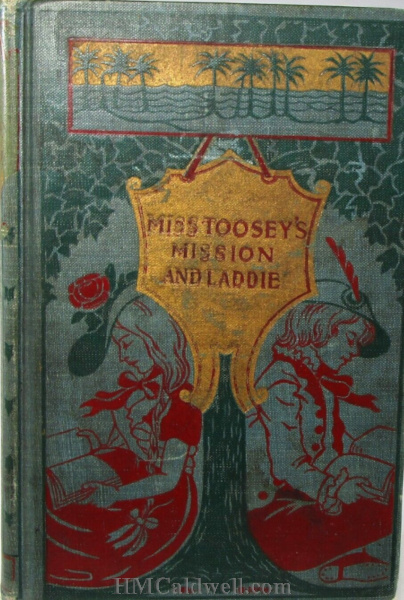 MISS TOOSEY'S
MISSION
AND LADDIE
HMCaldwell.com